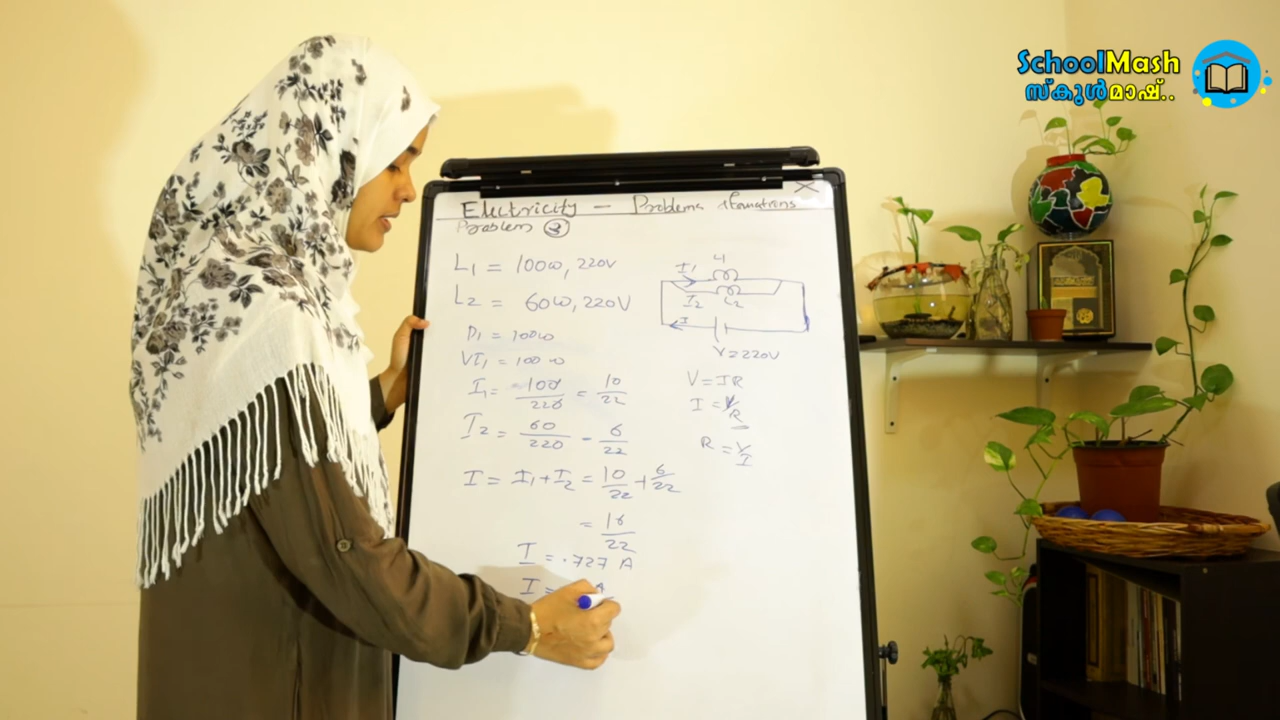 SchoolMash
സ്കൂൾമാഷ്..
Electricity - Problems
Problem 3
L1 = 100W, 220V
L2 = 60W, 220V
P1 = 100W
VI1 = 100W
I1 = 100/220 = 10/22
I2 = 60/220 = 6/22
I = I1 + I2 = 10/22 + 6/22
= 16/22
I = .727 A
I =
I1
L1
I2
L2
I
V=220V
V = IR
I = V/R
R = V/I